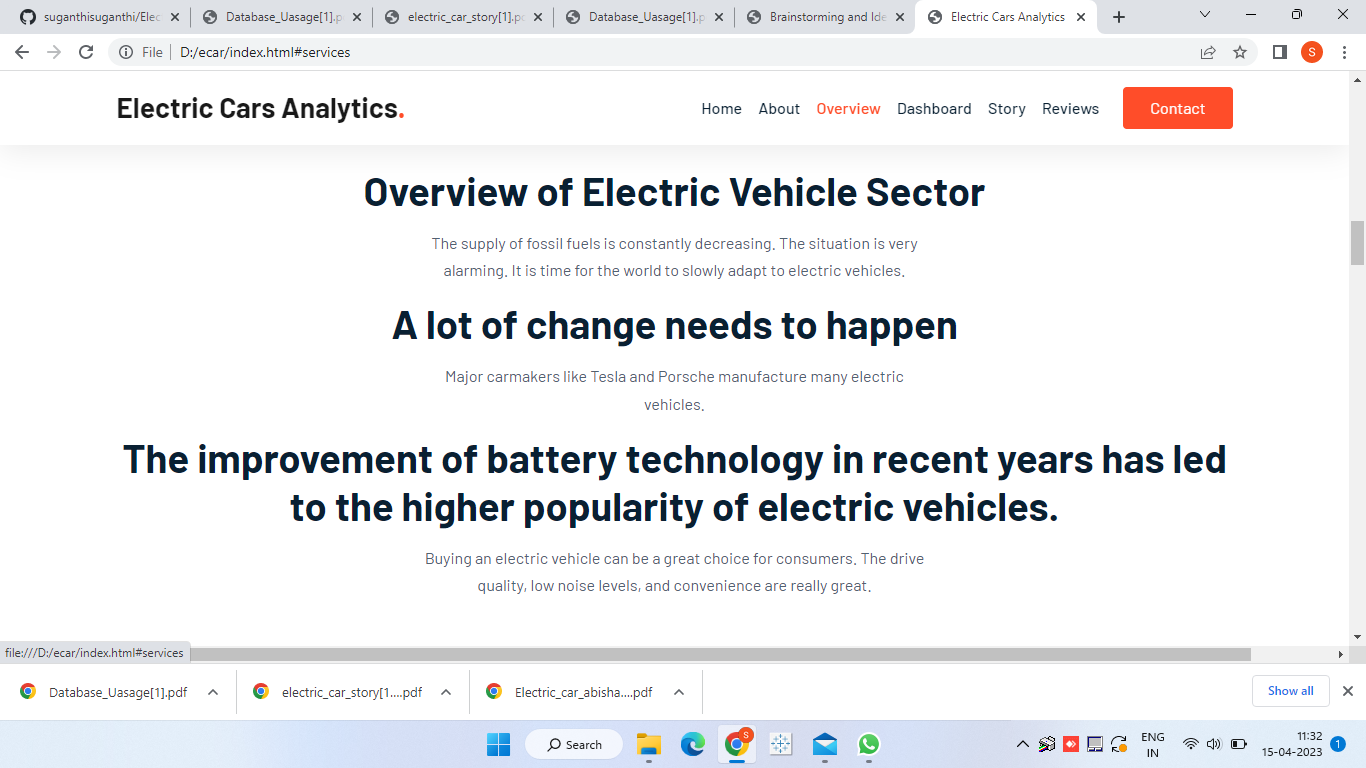 suganthisuganthi/Elec
Database_Uasage[1].p
electric_car_story[1].pd
Database_Uasage[1].p
Brainstorming and Ide
Electric Cars Analytics
File
D:/ecar/index.html#services
S
Electric Cars Analytics.
Home About Overview Dashboard Story Reviews Contact
Overview of Electric Vehicle Sector
The supply of fossil fuels is constantly decreasing. The situation is very
alarming. It is time for the world to slowly adapt to electric vehicles.
A lot of change needs to happen
Major carmakers like Tesla and Porsche manufacture many electric
vehicles.
The improvement of battery technology in recent years has led
to the higher popularity of electric vehicles.
Buying an electric vehicle can be a great choice for consumers. The drive
quality, low noise levels, and convenience are really great.
file:///D:/ecar/index.html#services
Database_Uasage[1].pdf
electric_car_story[1....pdf
Electric_car_abisha....pdf
Show all
Search
S
ENG
IN
11:32
15-04-2023
1